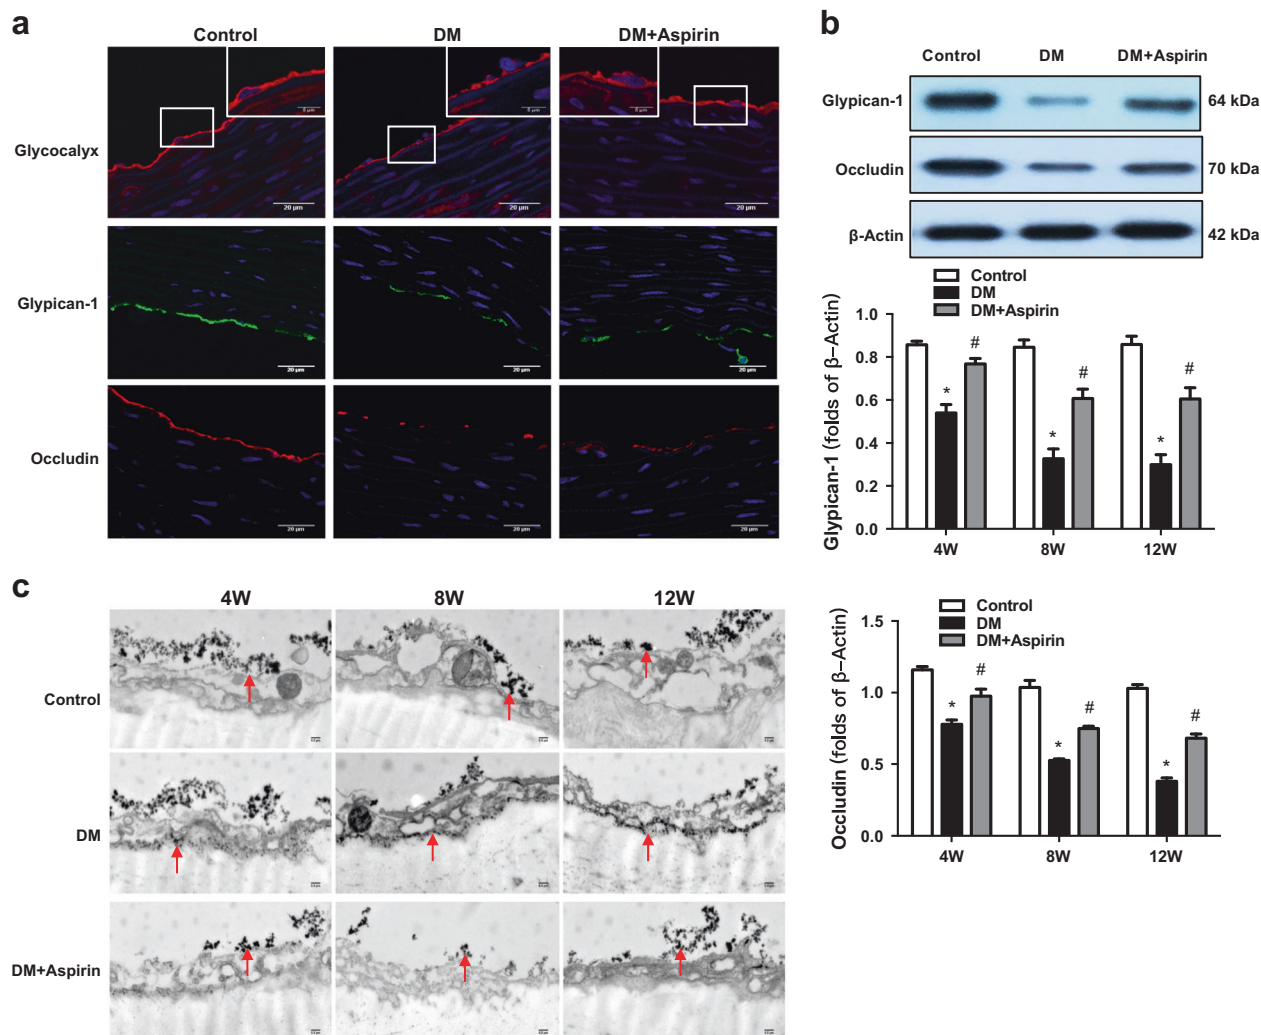 a
Control DM DM+Aspirin
Glycocalyx
5 μm
20 μm
20 μm
20 μm
Glypican-1
20 μm
20 μm
20 μm
Occludin
20 μm
20 μm
20 μm
b
Control DM DM+Aspirin
Glypican-1 64 kDa
Occludin 70 kDa
β-Actin 42 kDa
Control
DM
DM+Aspirin
Glypican-1 (folds of β–Actin)
1.0
0.8
0.6
0.4
0.2
0.0
* # * # * #
4W 8W 12W
Control
DM
DM+Aspirin
Occludin (folds of β–Actin)
1.5
1.0
0.5
0.0
* # * # * #
4W 8W 12W
c
4W 8W 12W
Control
DM
DM+Aspirin